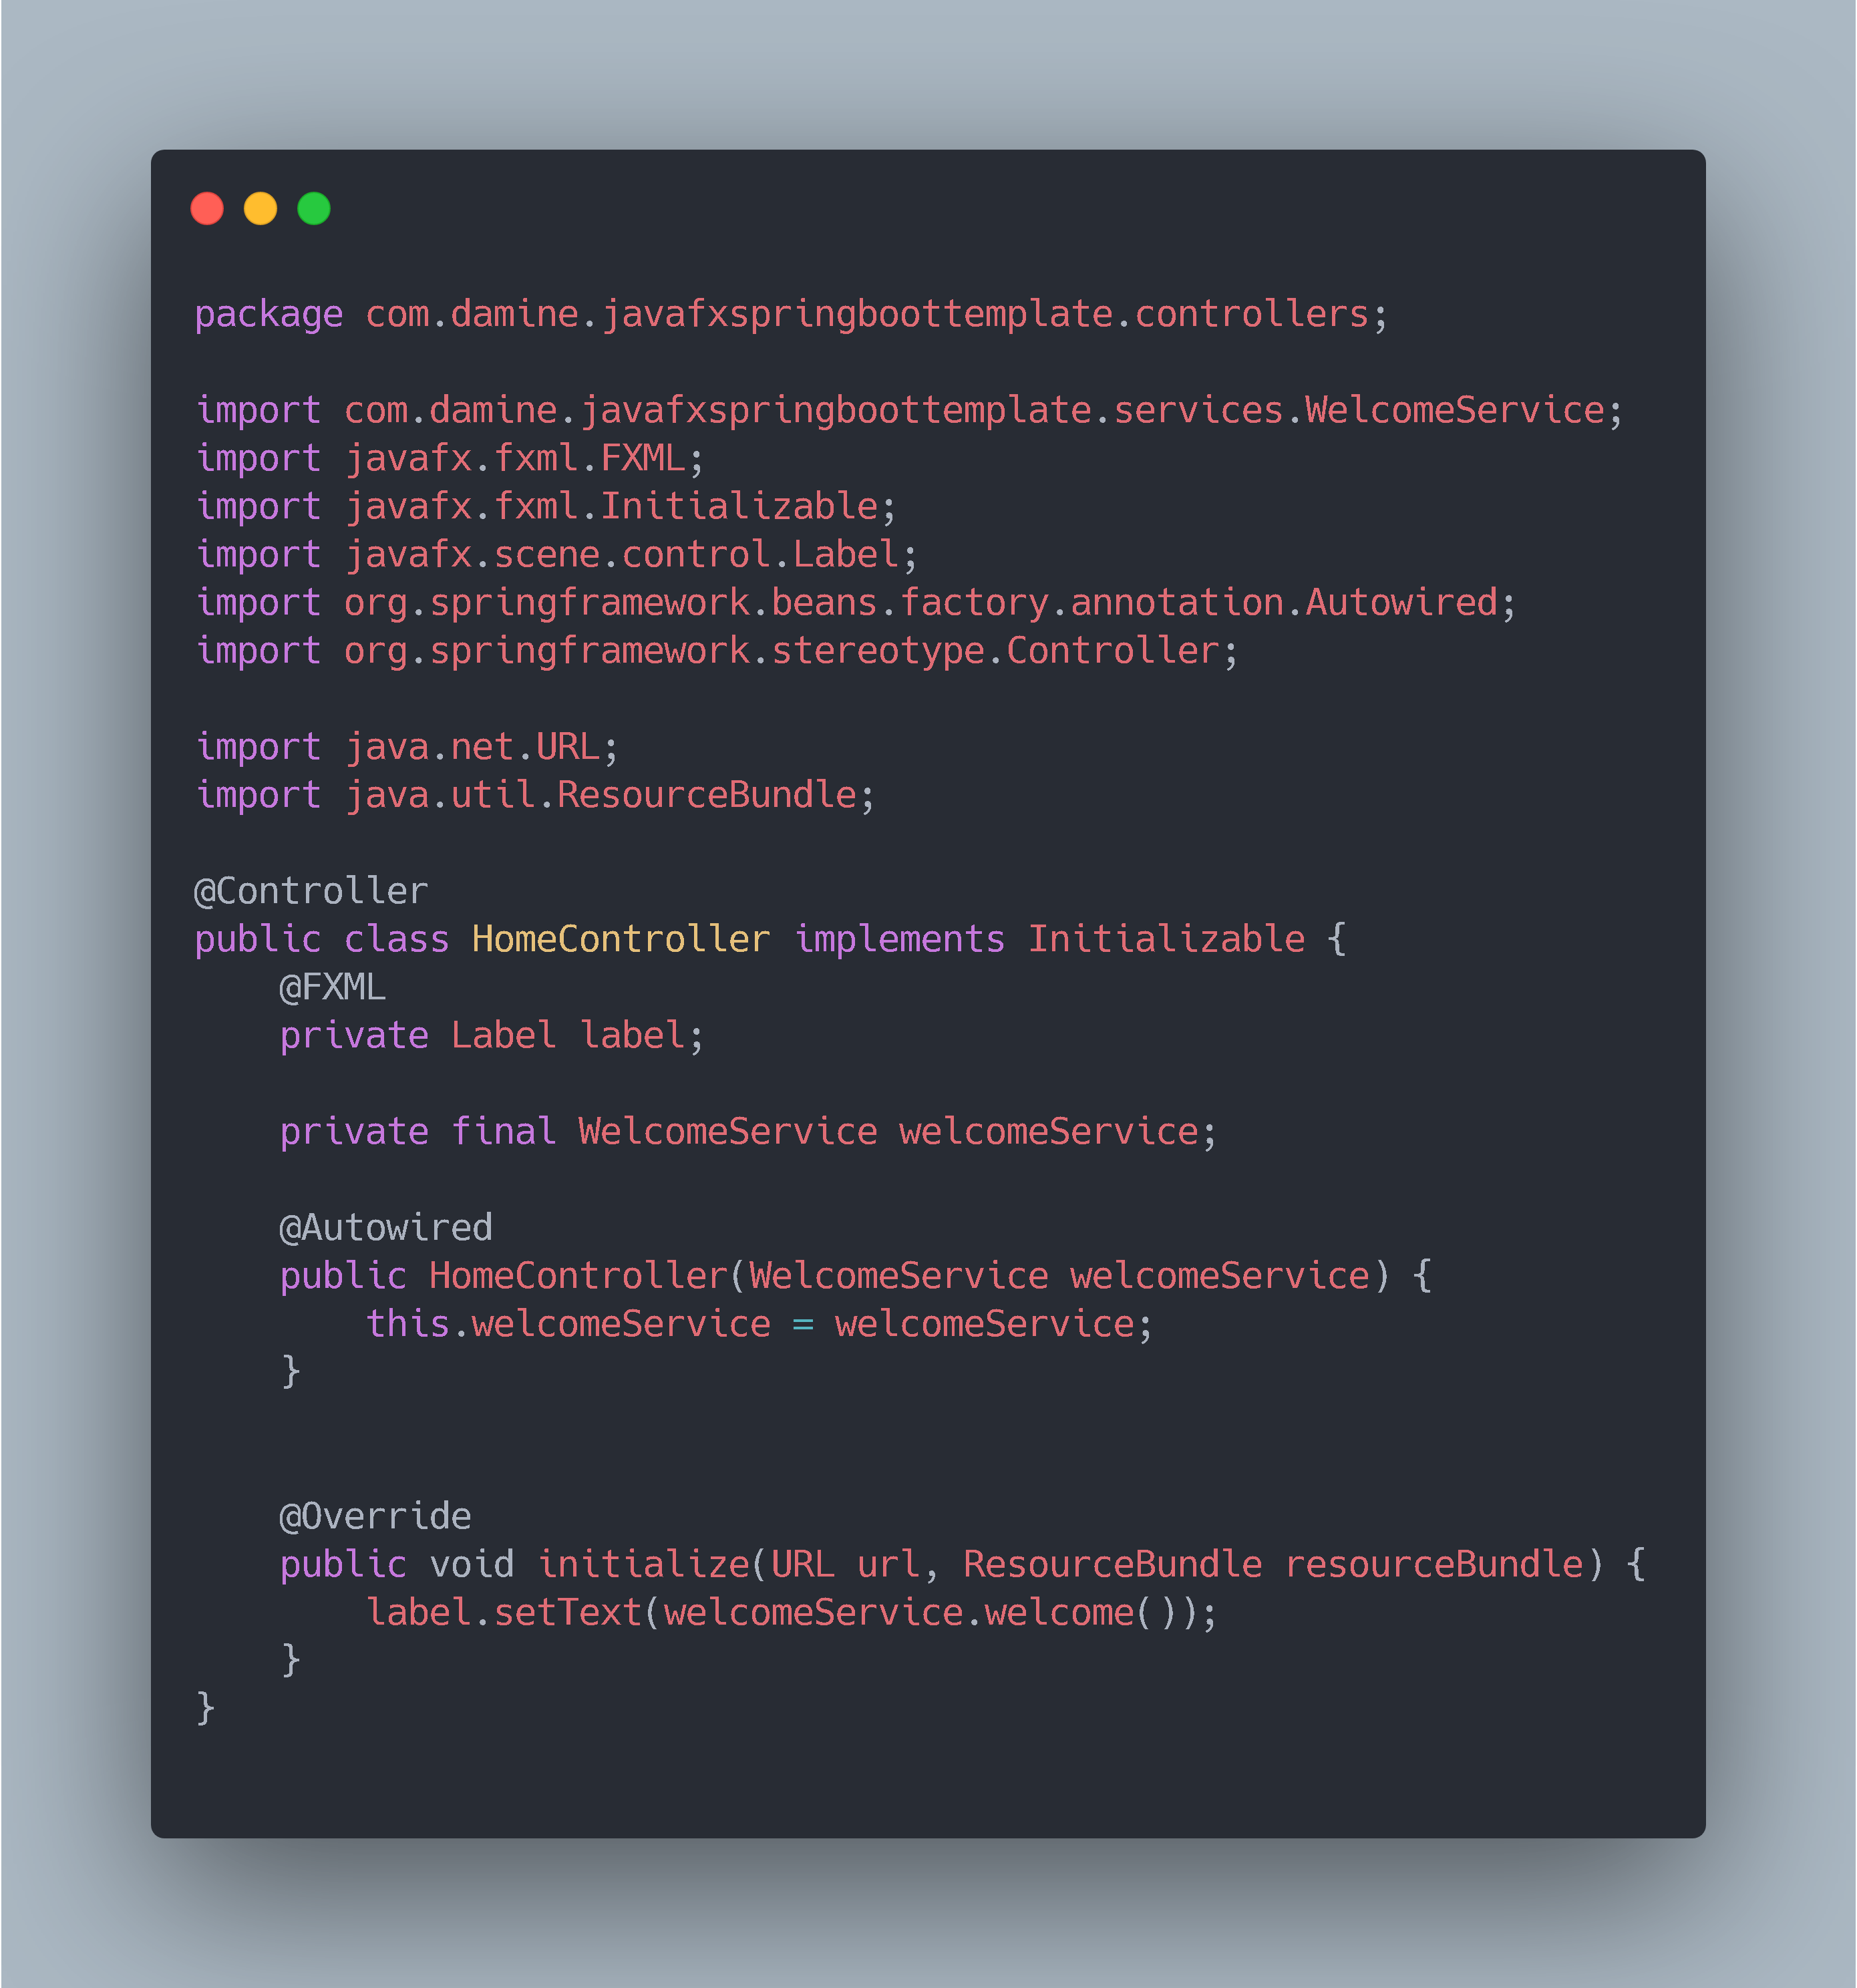 package com.damine.javafxspringboottemplate.controllers;

import com.damine.javafxspringboottemplate.services.WelcomeService;
import javafx.fxml.FXML;
import javafx.fxml.Initializable;
import javafx.scene.control.Label;
import org.springframework.beans.factory.annotation.Autowired;
import org.springframework.stereotype.Controller;

import java.net.URL;
import java.util.ResourceBundle;

@Controller
public class HomeController implements Initializable {
    @FXML
    private Label label;

    private final WelcomeService welcomeService;

    @Autowired
    public HomeController(WelcomeService welcomeService) {
        this.welcomeService = welcomeService;
    }


    @Override
    public void initialize(URL url, ResourceBundle resourceBundle) {
        label.setText(welcomeService.welcome());
    }
}